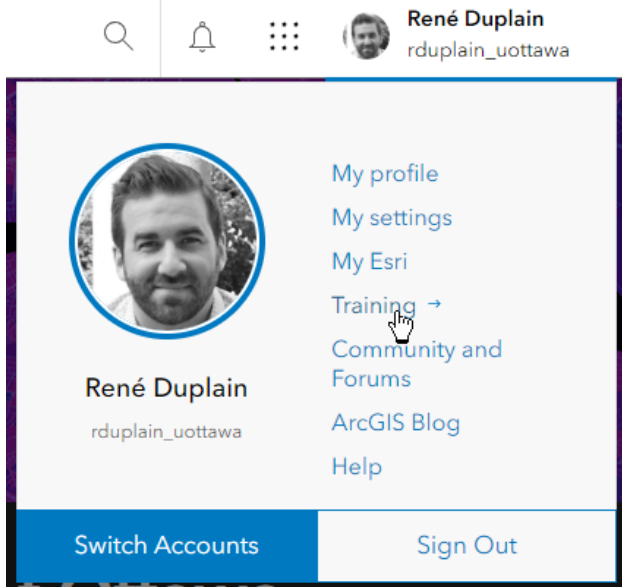 René Duplain
rduplain_uottawa
My profile
My settings
My Esri
Training →
Community and
Forums
ArcGIS Blog
Help
René Duplain
rduplain_uottawa
Switch Accounts
Sign Out